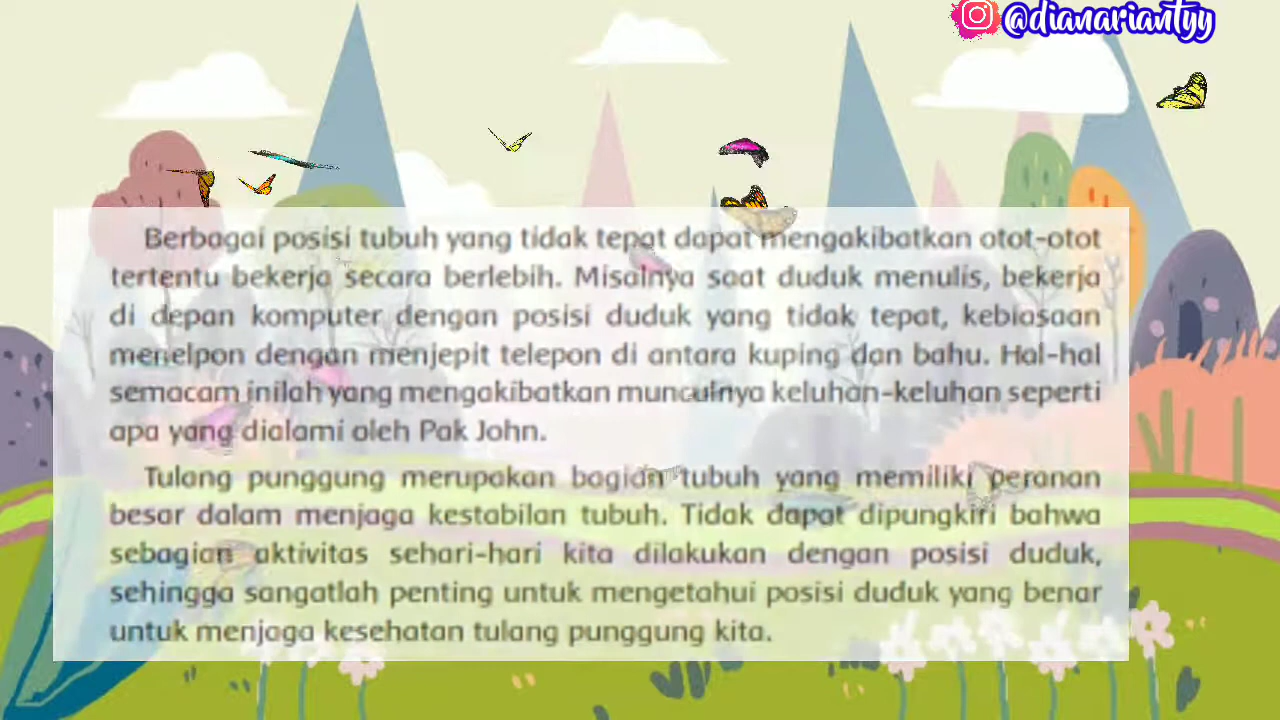 @dianariantyy
Berbagai posisi tubuh yang tidak tepat dapat mengakibatkan otot-otot
tertentu bekerja secara berlebih. Misalnya saat duduk menulis, bekerja
di depan komputer dengan posisi duduk yang tidak tepat, kebiasaan
menelpon dengan menjepit telepon di antara kuping dan bahu. Hal-hal
semacam inilah yang mengakibatkan munculnya keluhan-keluhan seperti
apa yang dialami oleh Pak John.
Tulang punggung merupakan bagian tubuh yang memiliki peranan
besar dalam menjaga kestabilan tubuh. Tidak dapat dipungkiri bahwa
sebagian aktivitas sehari-hari kita dilakukan dengan posisi duduk,
sehingga sangatlah penting untuk mengetahui posisi duduk yang benar
untuk menjaga kesehatan tulang punggung kita.